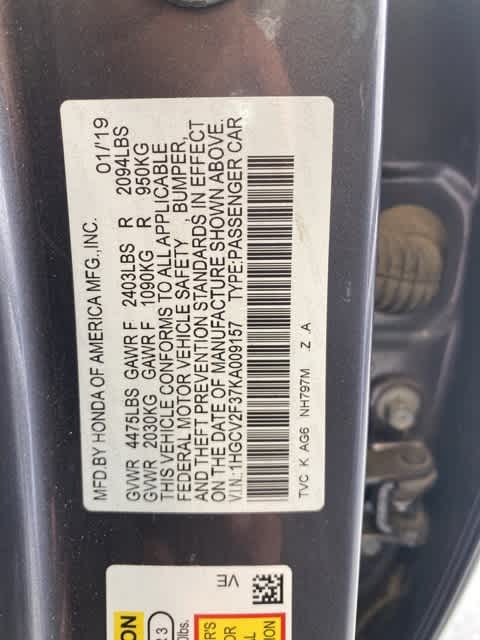 MFD.BY HONDA OF AMERICA MFG.,INC. 01/'19
GVWR 4475LBS GAWR F 2403LBS R 2094LBS
GVWR 2030KG GAWR F 1090KG R 950KG
THIS VEHICLE CONFORMS TO ALL APPLICABLE
FEDERAL MOTOR VEHICLE SAFETY , BUMPER,
AND THEFT PREVENTION STANDARDS IN EFFECT
ON THE DATE OF MANUFACTURE SHOWN ABOVE.
V.I.N.:1HGCV2F37KA009157 TYPE:PASSENGER CAR
TVC K AG6 NH797M Z .A
VE